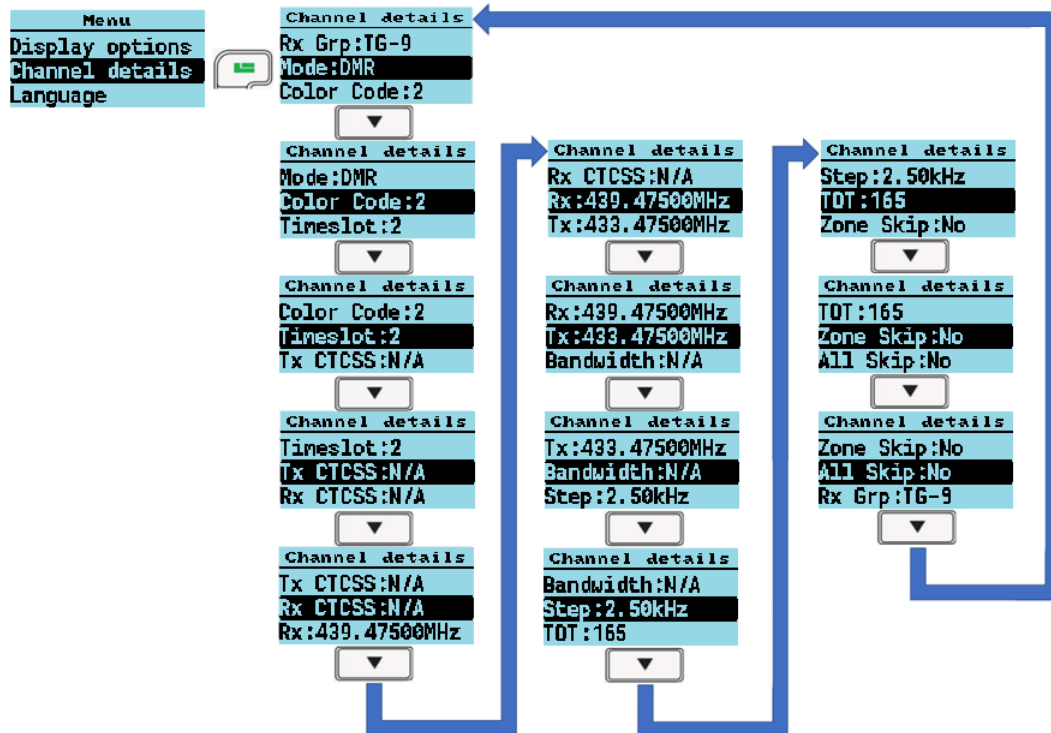 Menu
Display options
Channel details
Language
Channel details
Rx Grp:TG-9
Mode:DMR
Color Code:2
Channel details
Mode:DMR
Color Code:2
Timeslot:2
Channel details
Color Code:2
Timeslot:2
Tx CTCSS:N/A
Channel details
Timeslot:2
Tx CTCSS:N/A
Rx CTCSS:N/A
Channel details
Tx CTCSS:N/A
Rx CTCSS:N/A
Rx:439.47500MHz
Channel details
Rx CTCSS:N/A
Rx:439.47500MHz
Tx:433.47500MHz
Channel details
Rx:439.47500MHz
Tx:433.47500MHz
Bandwidth:N/A
Channel details
Tx:433.47500MHz
Bandwidth:N/A
Step:2.50kHz
Channel details
Bandwidth:N/A
Step:2.50kHz
TOT:165
Channel details
Step:2.50kHz
TOT:165
Zone Skip:No
Channel details
TOT:165
Zone Skip:No
All Skip:No
Channel details
Zone Skip:No
All Skip:No
Rx Grp:TG-9